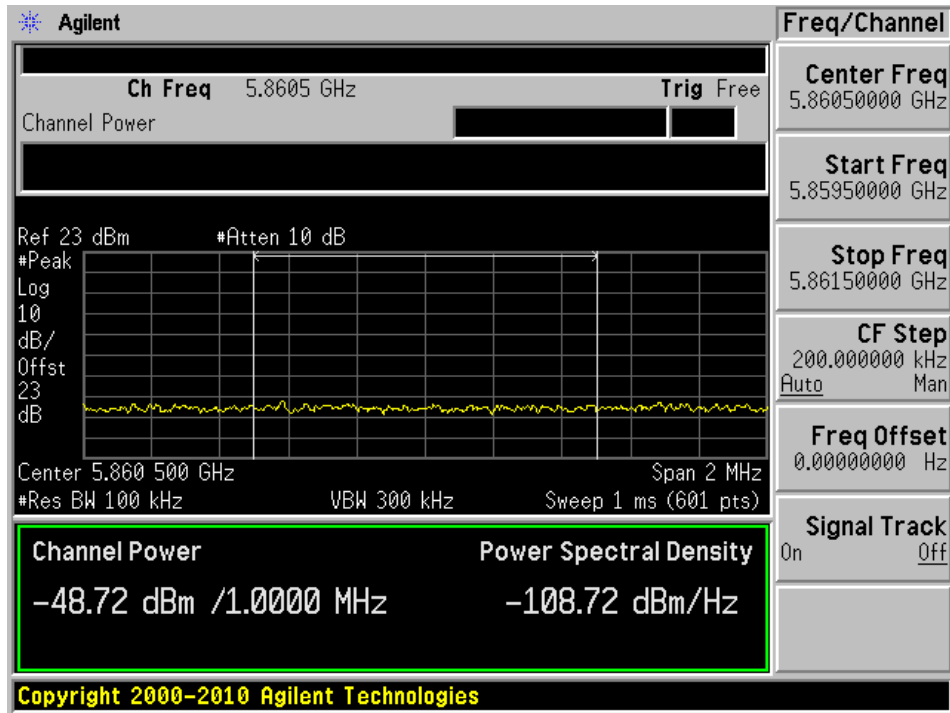 Agilent
Freq/Channel
Ch Freq 5.8605 GHz Trig Free
Channel Power
Center Freq
5.86050000 GHz
Start Freq
5.85950000 GHz
Stop Freq
5.86150000 GHz
CF Step
200.000000 kHz
Auto Man
Freq Offset
0.00000000 Hz
Signal Track
On Off
Ref 23 dBm #Atten 10 dB
#Peak
Log
10
dB/
Offst
23
dB
Center 5.860 500 GHz Span 2 MHz
#Res BW 100 kHz VBW 300 kHz Sweep 1 ms (601 pts)
Channel Power Power Spectral Density
-48.72 dBm /1.0000 MHz -108.72 dBm/Hz
Copyright 2000-2010 Agilent Technologies